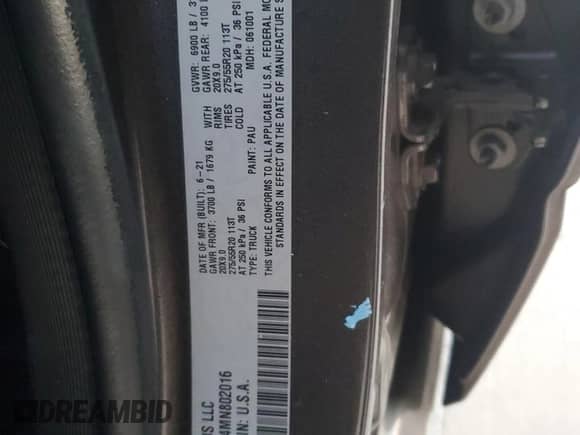 US LLC
4MN802016
IN: U.S.A.
DATE OF MFR (BUILT): 6-21
GVWR: 6900 LB / 3
GAWR FRONT: 3700 LB / 1679 KG WITH
GAWR REAR: 4100
20X9.0 RIMS 20X9.0
275/55R20 113T TIRES 275/55R20 113T
AT 250 kPa / 36 PSI COLD AT 250 kPa / 36 PSI
TYPE: TRUCK PAINT: PAU MDH: 061001
THIS VEHICLE CONFORMS TO ALL APPLICABLE U.S.A. FEDERAL MO
STANDARDS IN EFFECT ON THE DATE OF MANUFACTURE S
DREAMBID